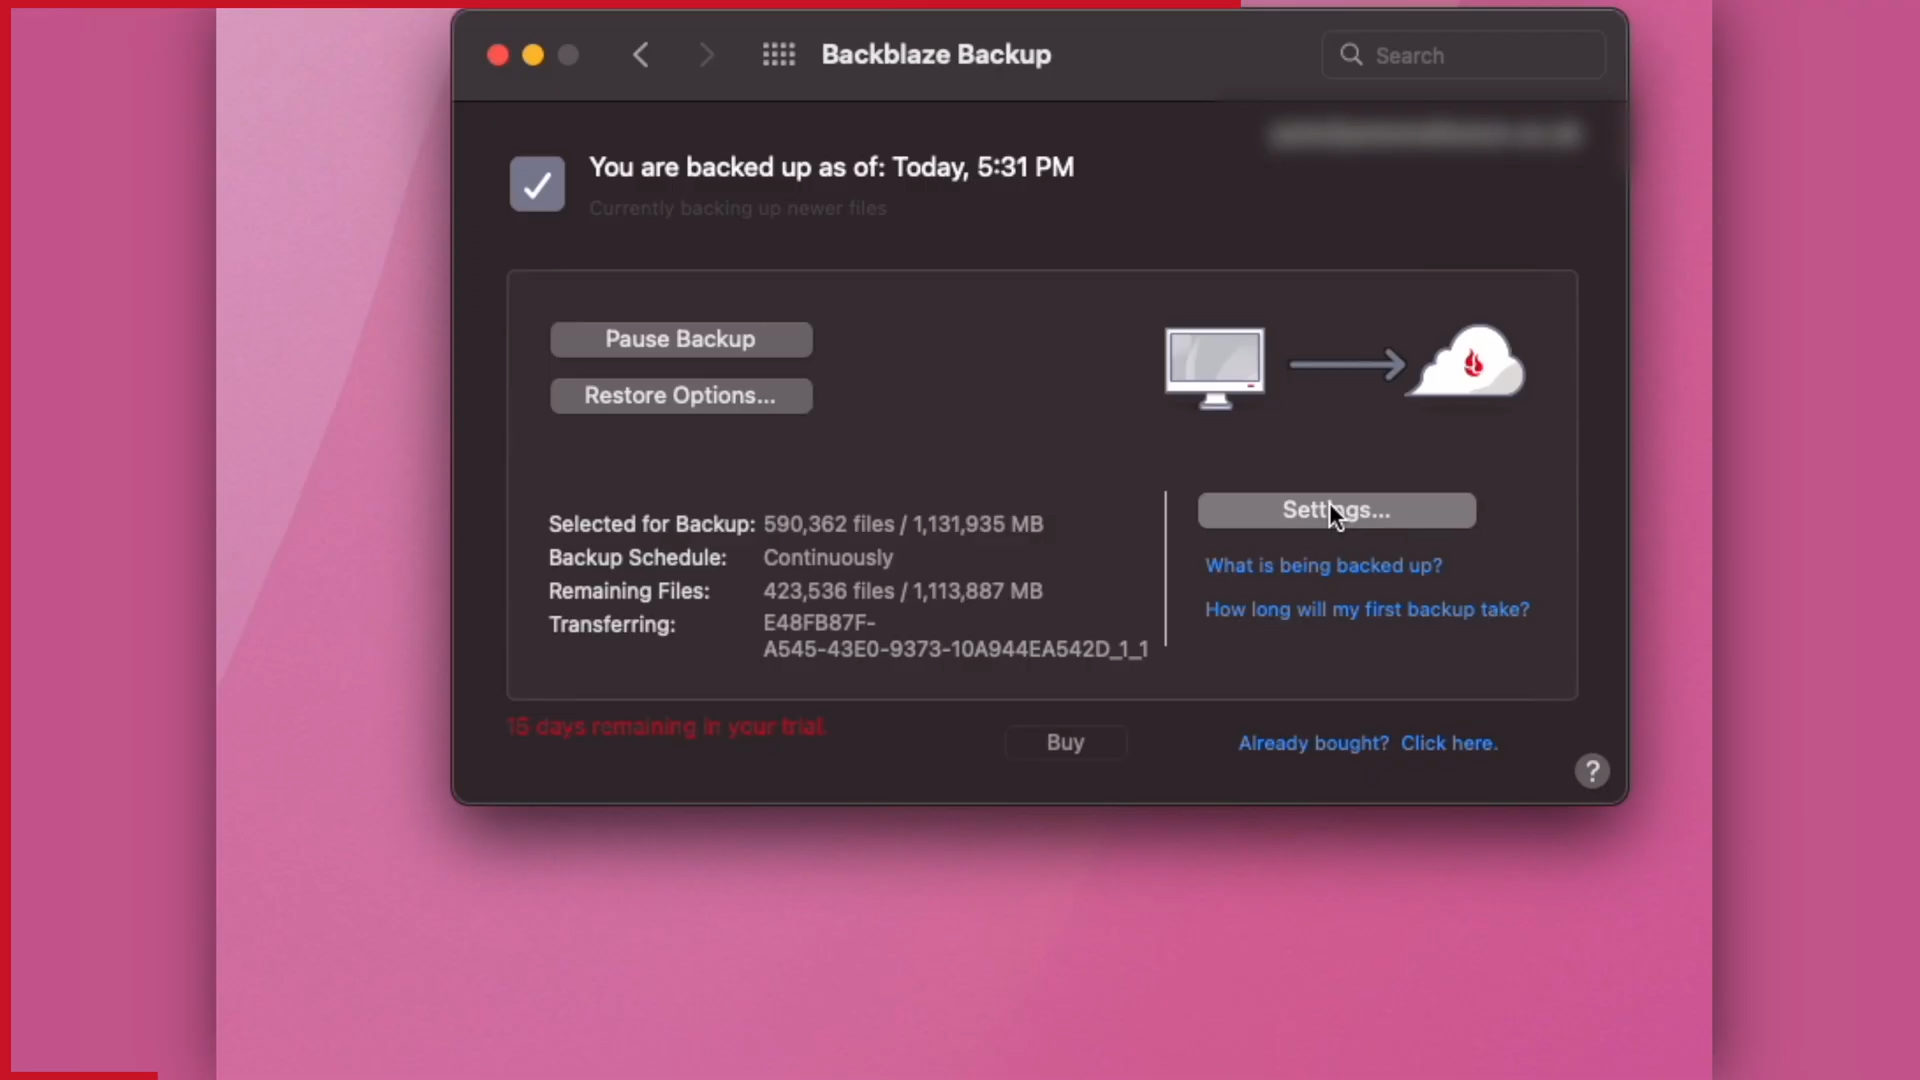 Backblaze Backup
Search
You are backed up as of: Today, 5:31 PM
Currently backing up newer files
Pause Backup
Restore Options...
Selected for Backup: 590,362 files / 1,131,935 MB
Backup Schedule: Continuously
Remaining Files: 423,536 files / 1,113,887 MB
Transferring: E48FB87F-
A545-43E0-9373-10A944EA542D_1_1
Settings...
What is being backed up?
How long will my first backup take?
15 days remaining in your trial.
Buy
Already bought? Click here.
?